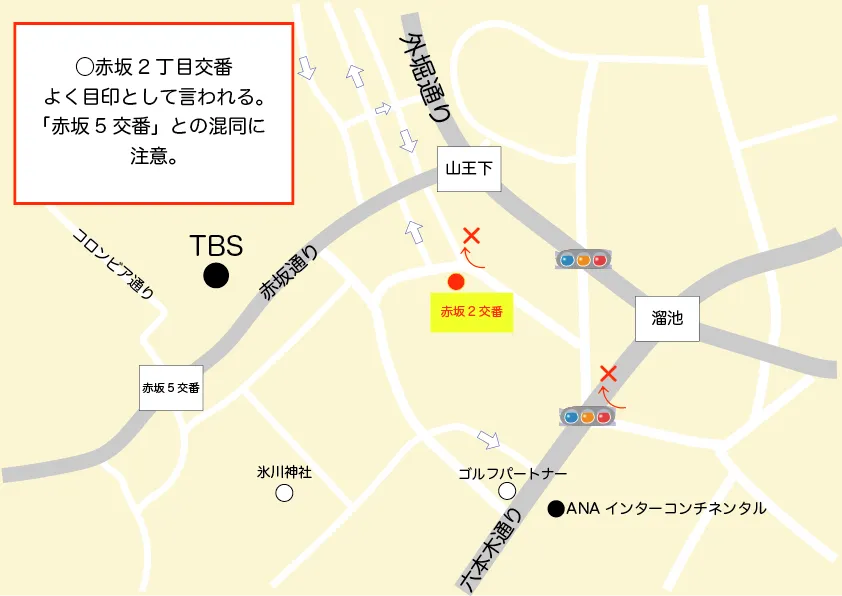 ◯赤坂2丁目交番
よく目印として言われる。
「赤坂5交番」との混同に
注意。
外堀通り
山王下
コロンビア通り
TBS
赤坂通り
赤坂2交番
溜池
赤坂5交番
氷川神社
ゴルフパートナー
ANAインターコンチネンタル
六本木通り